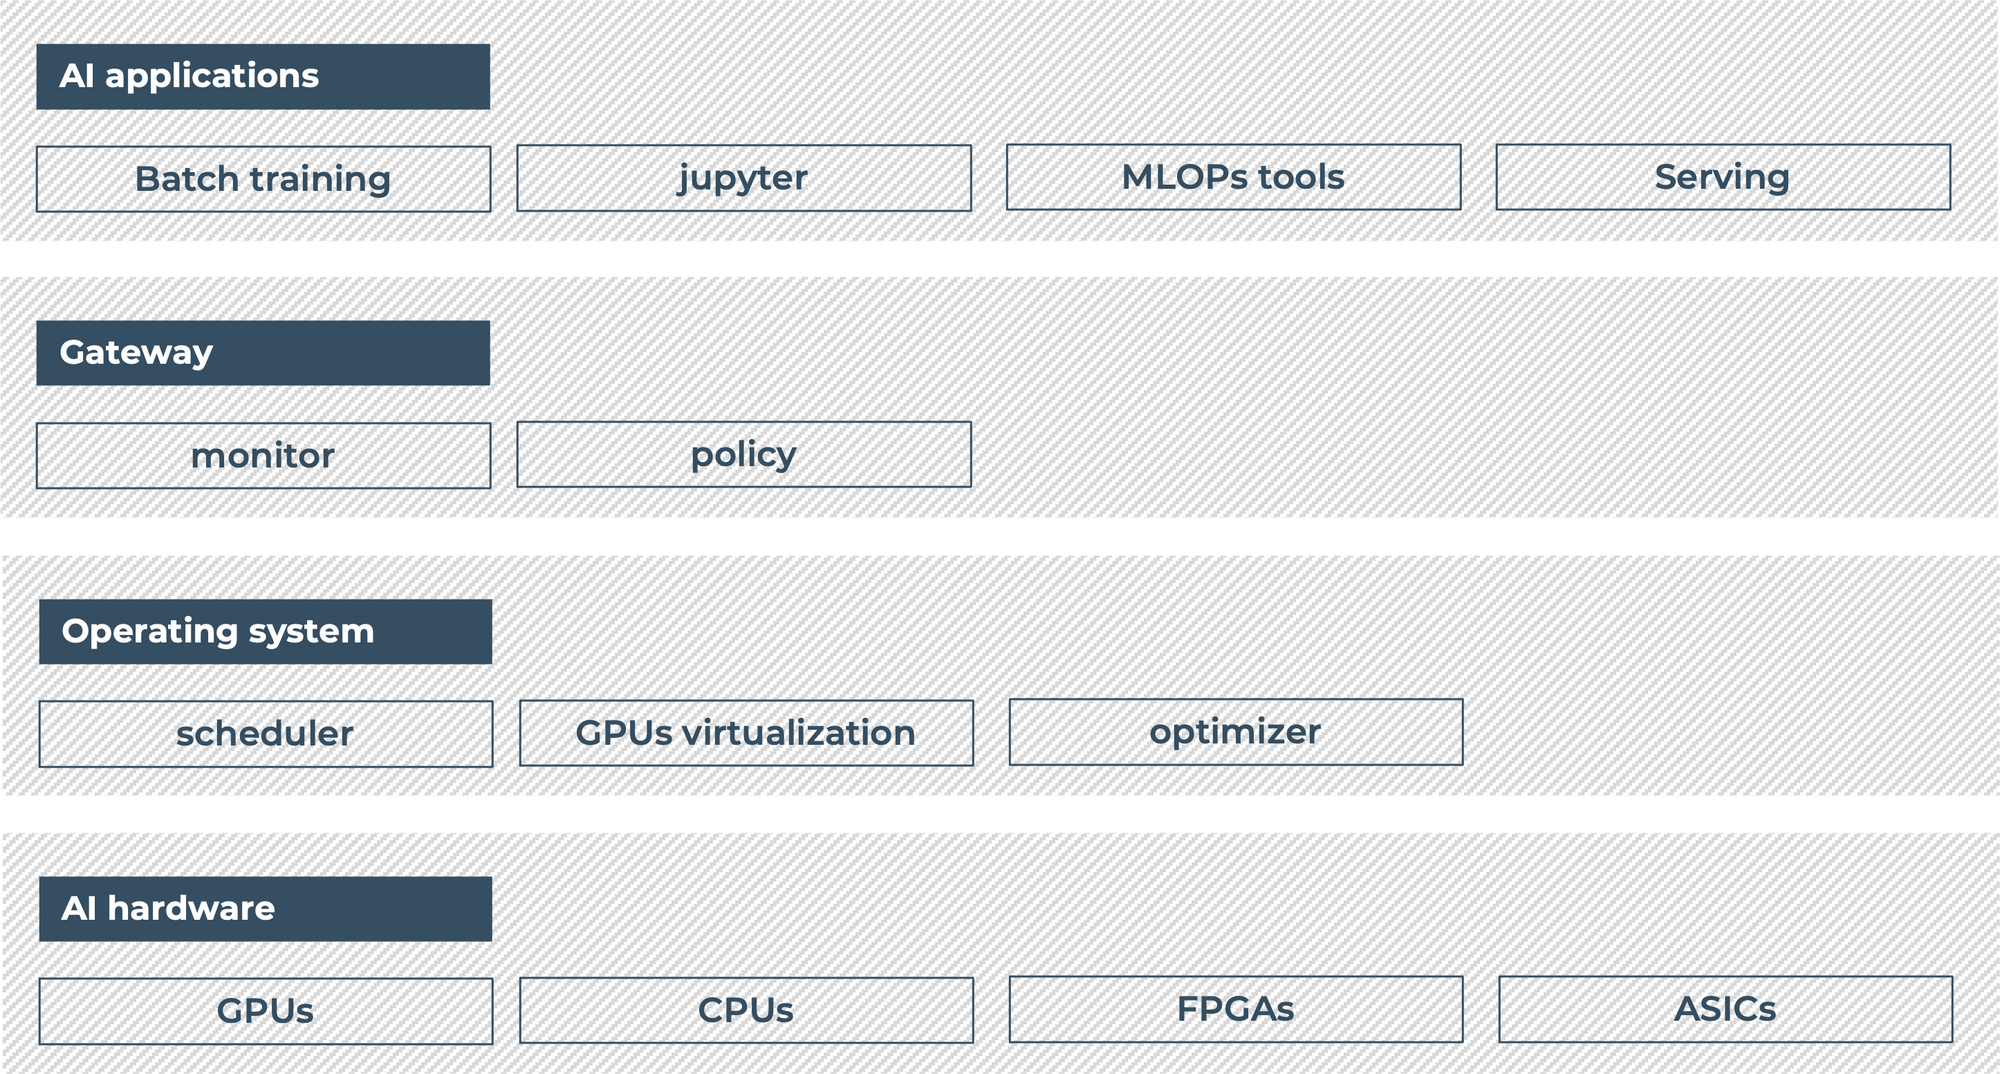 AI applications
Batch training
jupyter
MLOPs tools
Serving
Gateway
monitor
policy
Operating system
scheduler
GPUs virtualization
optimizer
AI hardware
GPUs
CPUs
FPGAs
ASICs